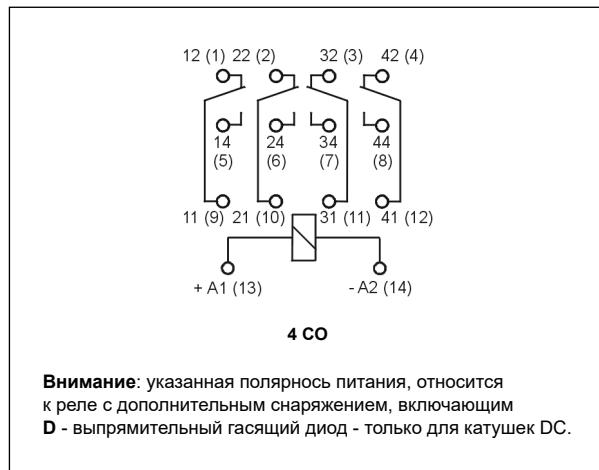 12 (1) 22 (2) 32 (3) 42 (4)
14 24 34 44
(5) (6) (7) (8)
11 (9) 21 (10) 31 (11) 41 (12)
+ A1 (13) - A2 (14)
4 CO
Внимание: указанная полярнось питания, относится
к реле с дополнительным снаряжением, включающим
D - выпрямительный гасящий диод - только для катушек DC.